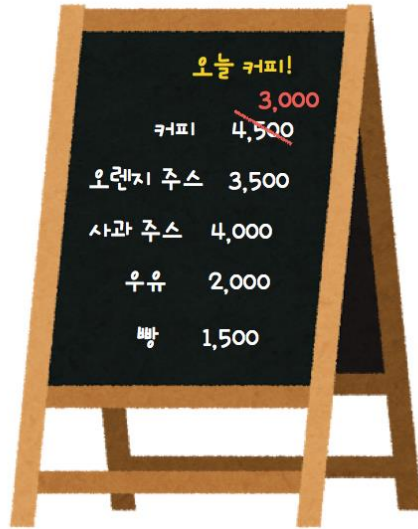 오늘 커피!
3,000
커피 4,500
오렌지 주스 3,500
사과 주스 4,000
우유 2,000
빵 1,500